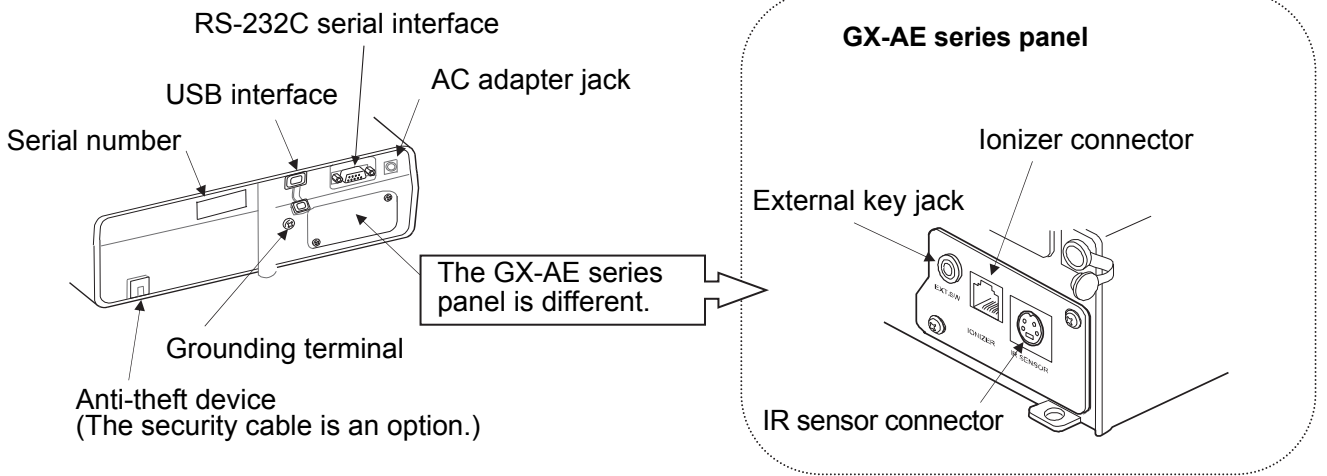 RS-232C serial interface
USB interface
AC adapter jack
Serial number
The GX-AE series
panel is different.
Grounding terminal
Anti-theft device
(The security cable is an option.)
GX-AE series panel
Ionizer connector
External key jack
EXT.SW
IONIZER
IR SENSOR
IR sensor connector